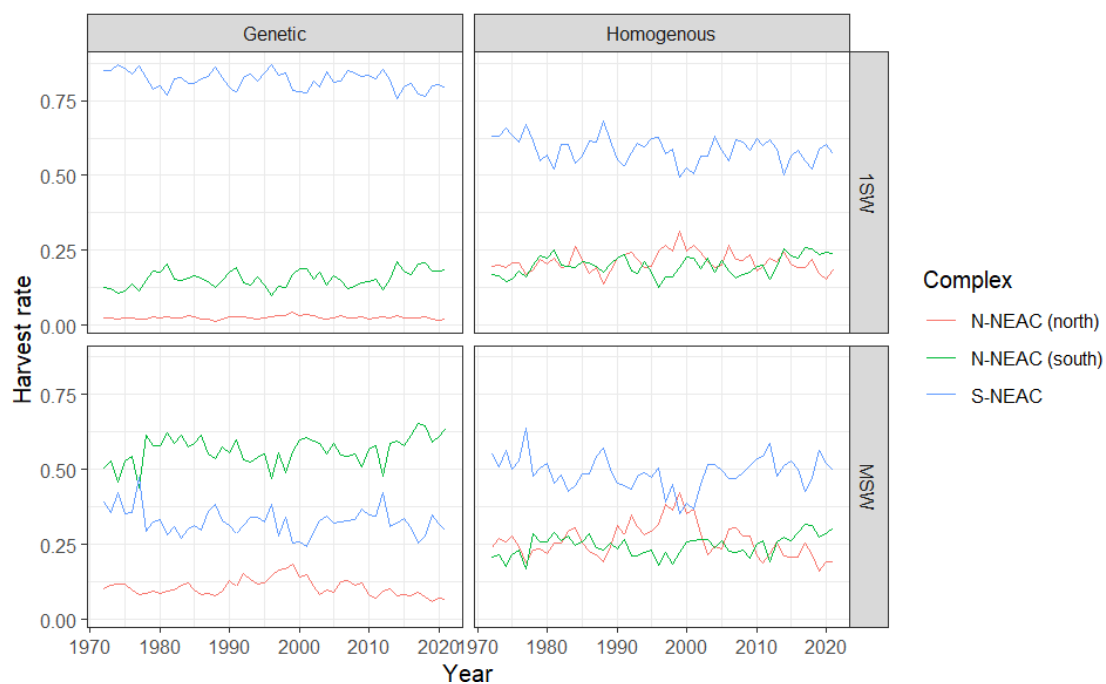 Genetic
Homogenous
0.75
0.50
0.25
0.00
1SW
Harvest rate
0.75
0.50
0.25
0.00
MSW
1970
1980
1990
2000
2020
1970
1980
1990
2000
2010
2020
2010
Year
Complex
N-NEAC (north)
N-NEAC (south)
S-NEAC